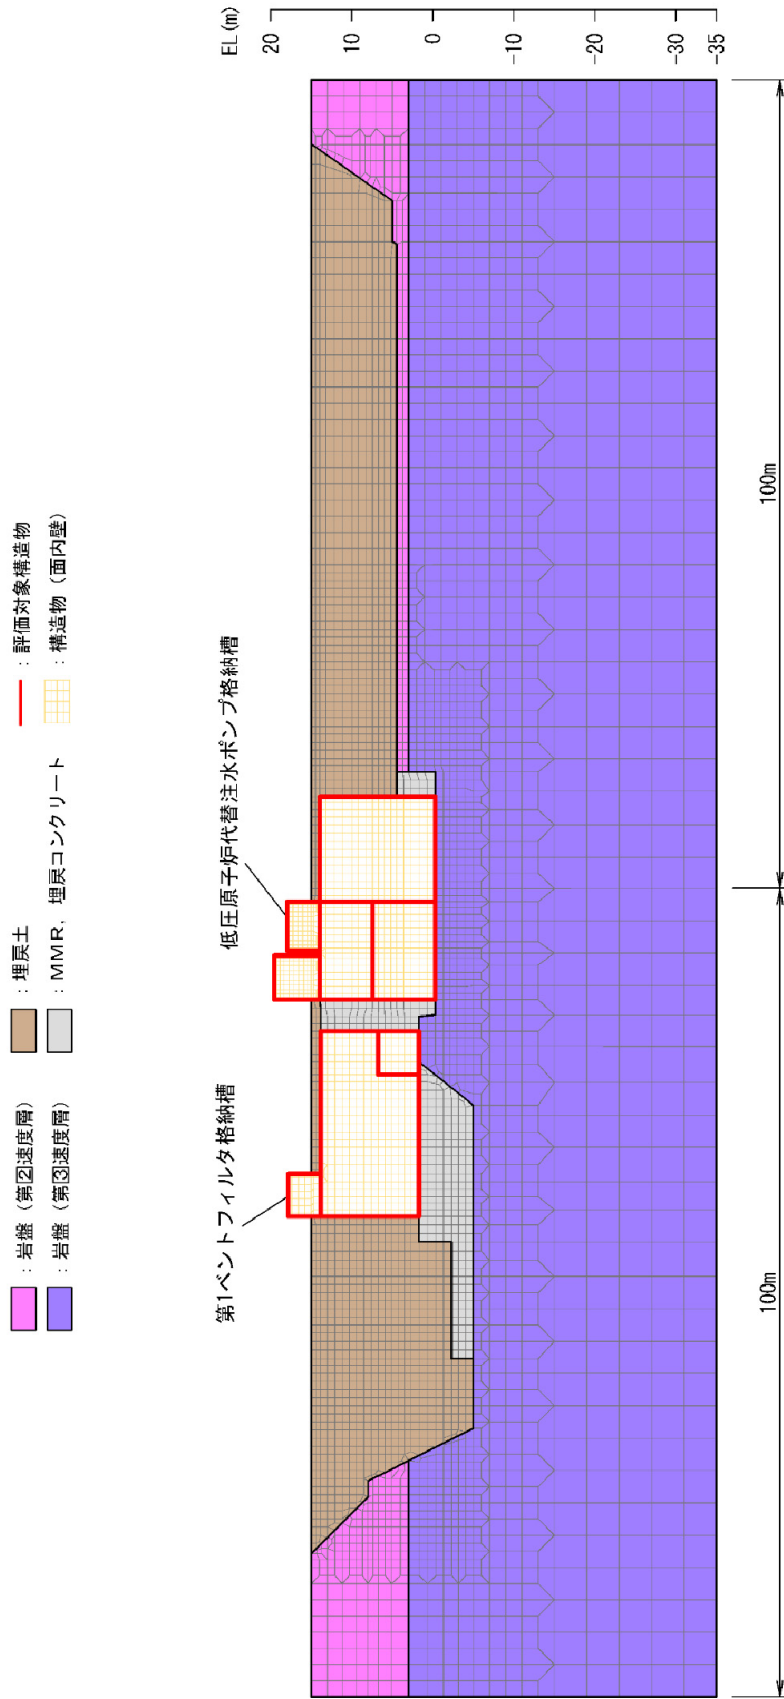 ：岩盤（第②速度層）
：岩盤（第③速度層）
：埋戻土
：MMR，埋戻コンクリート
：評価対象構造物
：構造物（面内壁）
第1ベントフィルタ格納槽
低圧原子炉代替注水ポンプ格納槽
EL(m)
20
10
0
-10
-20
-30
-35
100m
100m